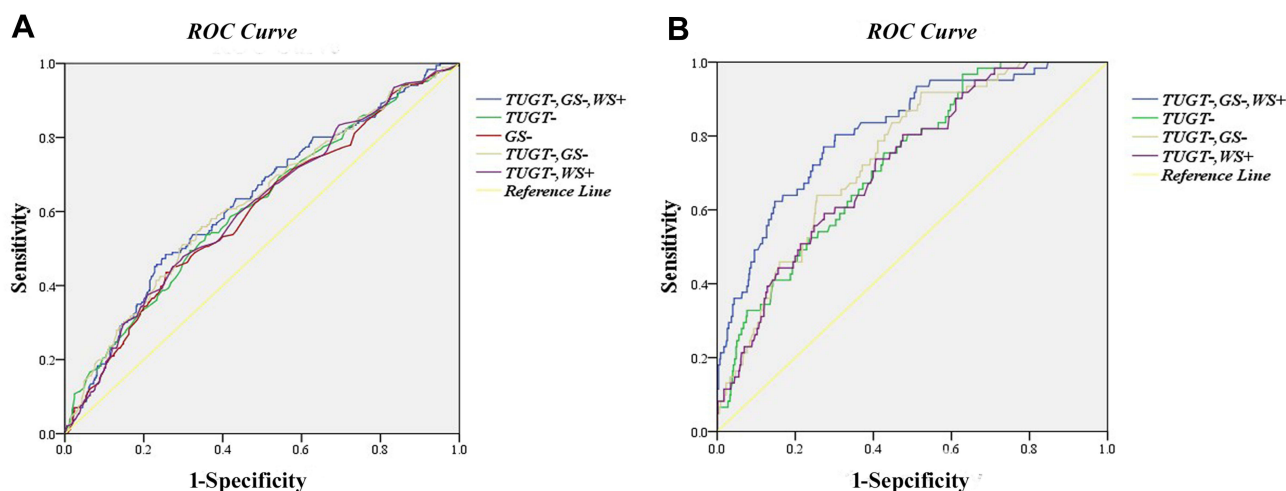 A
ROC Curve
Sensitivity
1.0
0.8
0.6
0.4
0.2
0.0
0.0 0.2 0.4 0.6 0.8 1.0
1-Specificity
TUGT-,GS-,WS+
TUGT-
GS-
TUGT-,GS-
TUGT-,WS+
Reference Line
B
ROC Curve
Sensitivity
1.0
0.8
0.6
0.4
0.2
0.0
0.0 0.2 0.4 0.6 0.8 1.0
1-Sepcificity
TUGT-,GS-,WS+
TUGT-
TUGT-,GS-
TUGT-,WS+
Reference Line